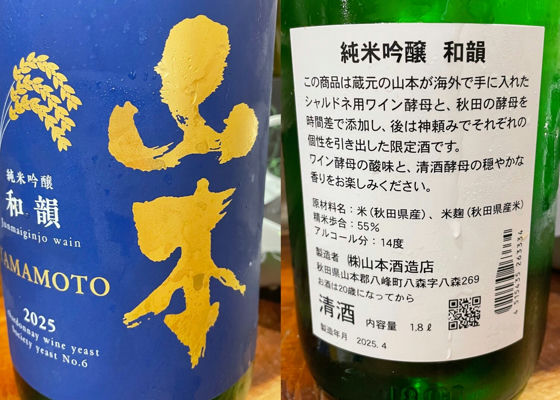 山本
純米吟醸
和韻
Junmaiginjo wain
YAMAMOTO
2025
Chardonnay wine yeast
Society yeast No.6
純米吟醸 和韻
この商品は蔵元の山本が海外で手に入れた
シャルドネ用ワイン酵母と、秋田の酵母を
時間差で添加し、後は神頼みでそれぞれの
個性を引き出した限定酒です。
ワイン酵母の酸味と、清酒酵母の穏やかな
香りをお楽しみください。
原材料名：米（秋田県産）、米麹（秋田県産米）
精米歩合：55%
アルコール分：14度
製造者 ㈱山本酒造店
秋田県山本郡八峰町八森字八森269
お酒は20歳になってから
清酒 内容量 1.8ℓ
製造年月 2025.4
4 515435 263334